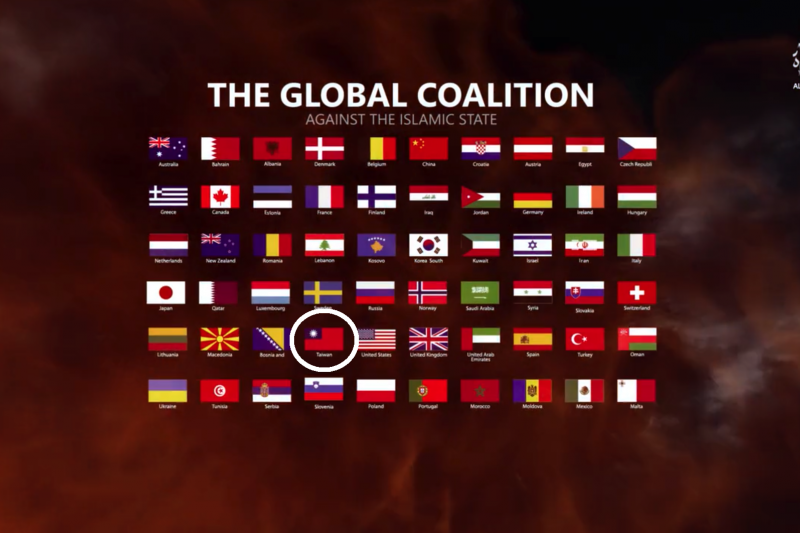 THE GLOBAL COALITION
AGAINST THE ISLAMIC STATE
Australia Bahrain Albania Denmark Belgium China Croatia Austria Egypt Czech Republi
Greece Canada Estonia France Finland Iraq Jordan Germany Ireland Hungary
Netherlands New Zealand Romania Lebanon Kosovo Korea South Kuwait Israel Iran Italy
Japan Qatar Luxembourg Russia Norway Saudi Arabia Syria Slovakia Switzerland
Lithuania Macedonia Bosnia and Taiwan United States United Kingdom United Arab Emirates Spain Turkey Oman
Ukraine Tunisia Serbia Slovenia Poland Portugal Morocco Moldova Mexico Malta